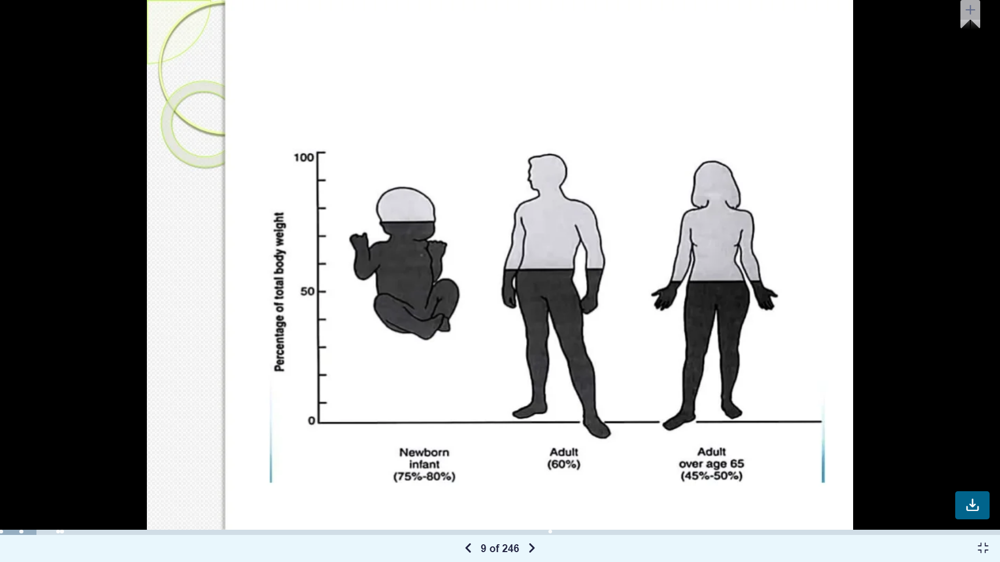 100
50
0
Percentage of total body weight
Newborn
infant
(75%-80%)
Adult
(60%)
Adult
over age 65
(45%-50%)
9 of 246